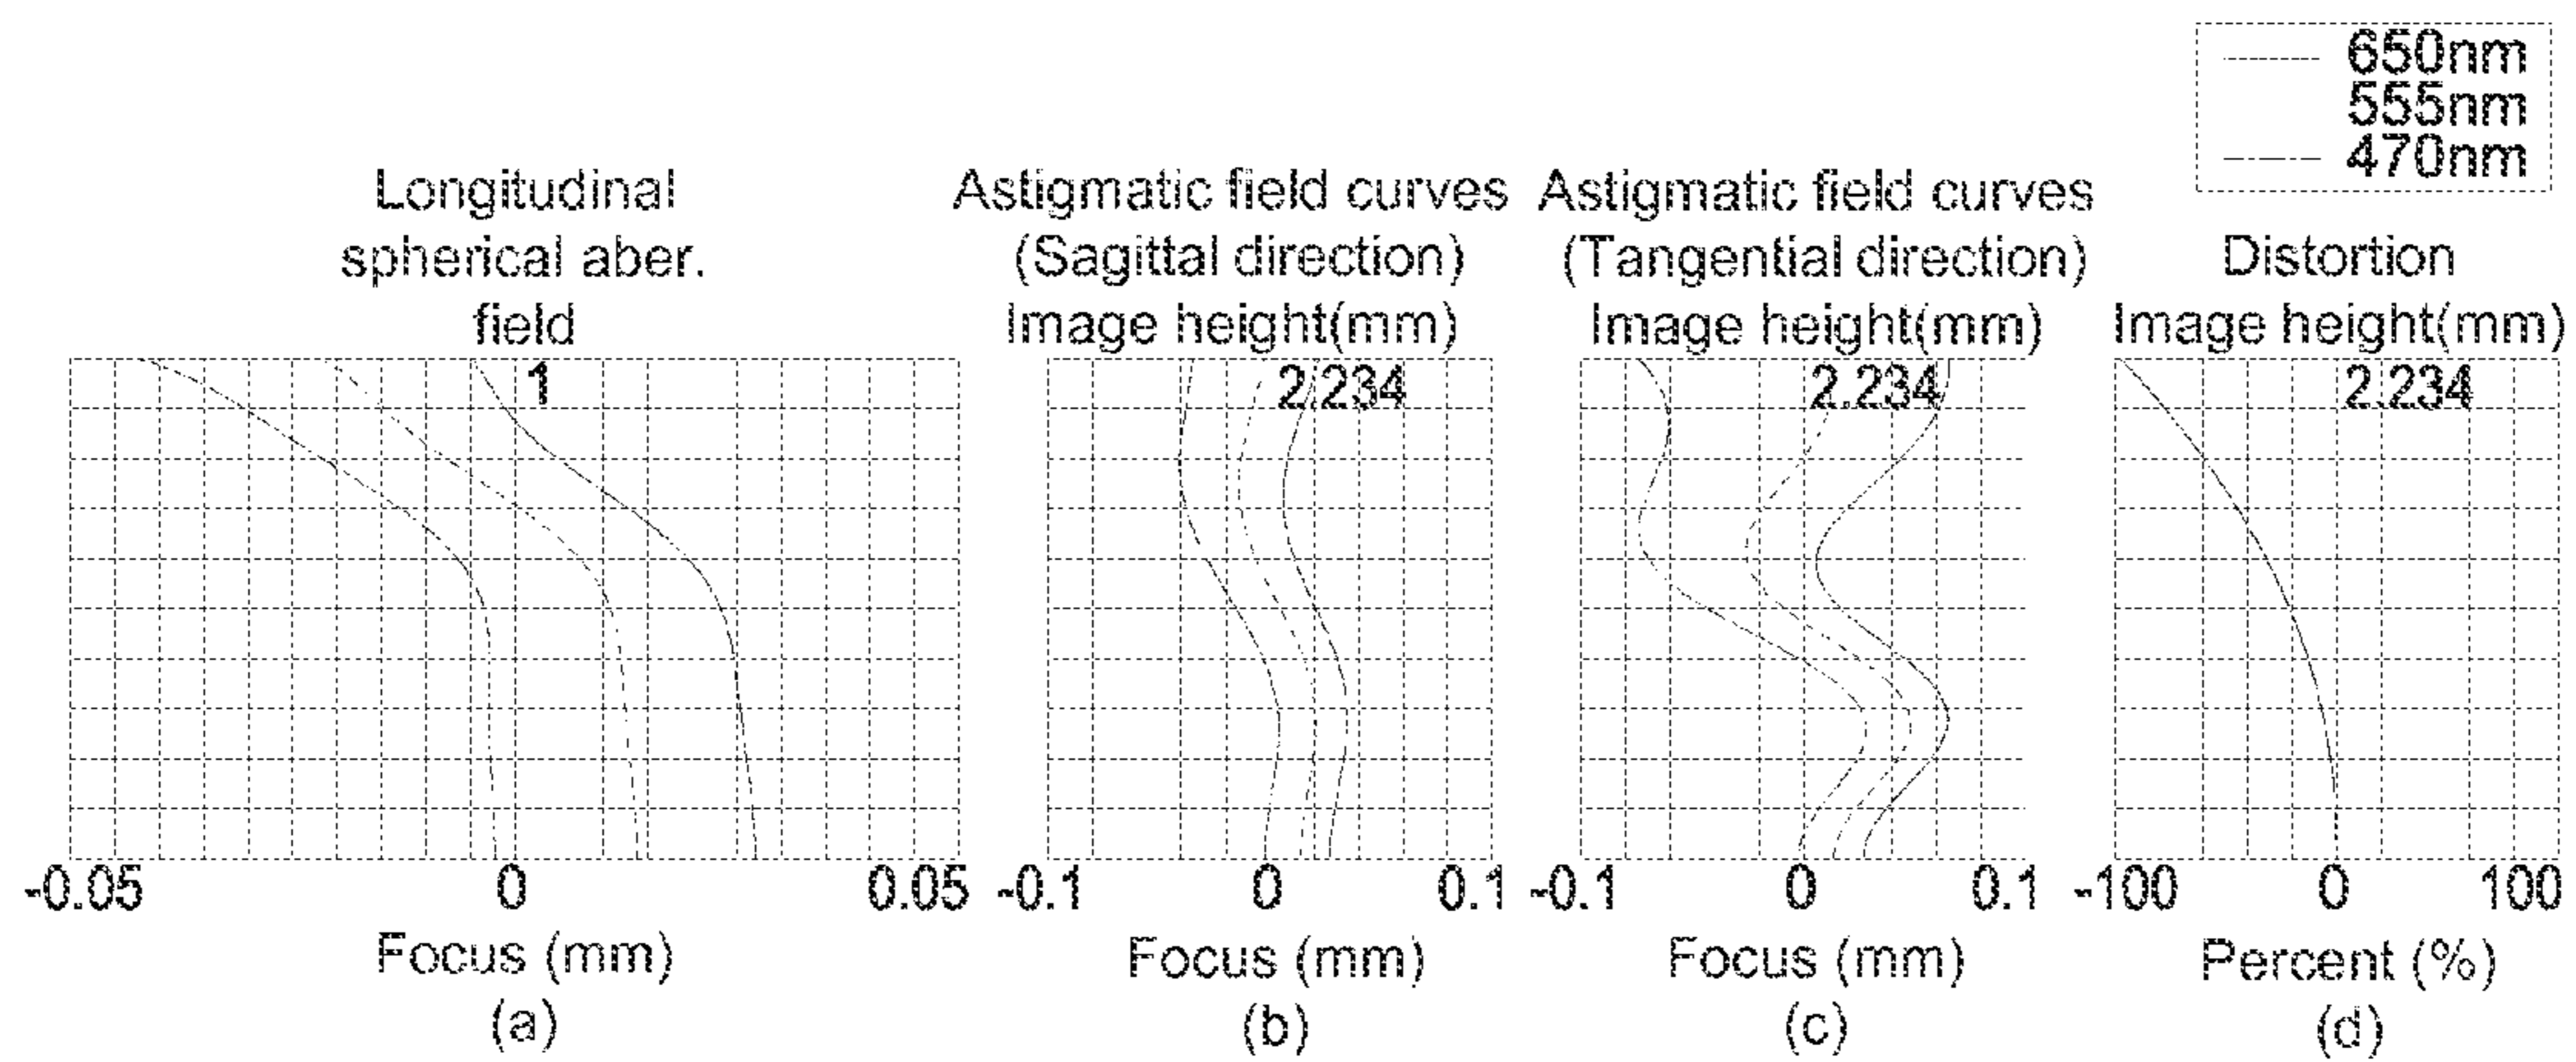 650nm
555nm
470nm
Longitudinal
spherical aber.
field
1
-0.05 0 0.05
Focus (mm)
(a)
Astigmatic field curves
(Sagittal direction)
Image height(mm)
2.234
-0.1 0 0.1
Focus (mm)
(b)
Astigmatic field curves
(Tangential direction)
Image height(mm)
2.234
-0.1 0 0.1
Focus (mm)
(c)
Distortion
Image height(mm)
2.234
-100 0 100
Percent (%)
(d)